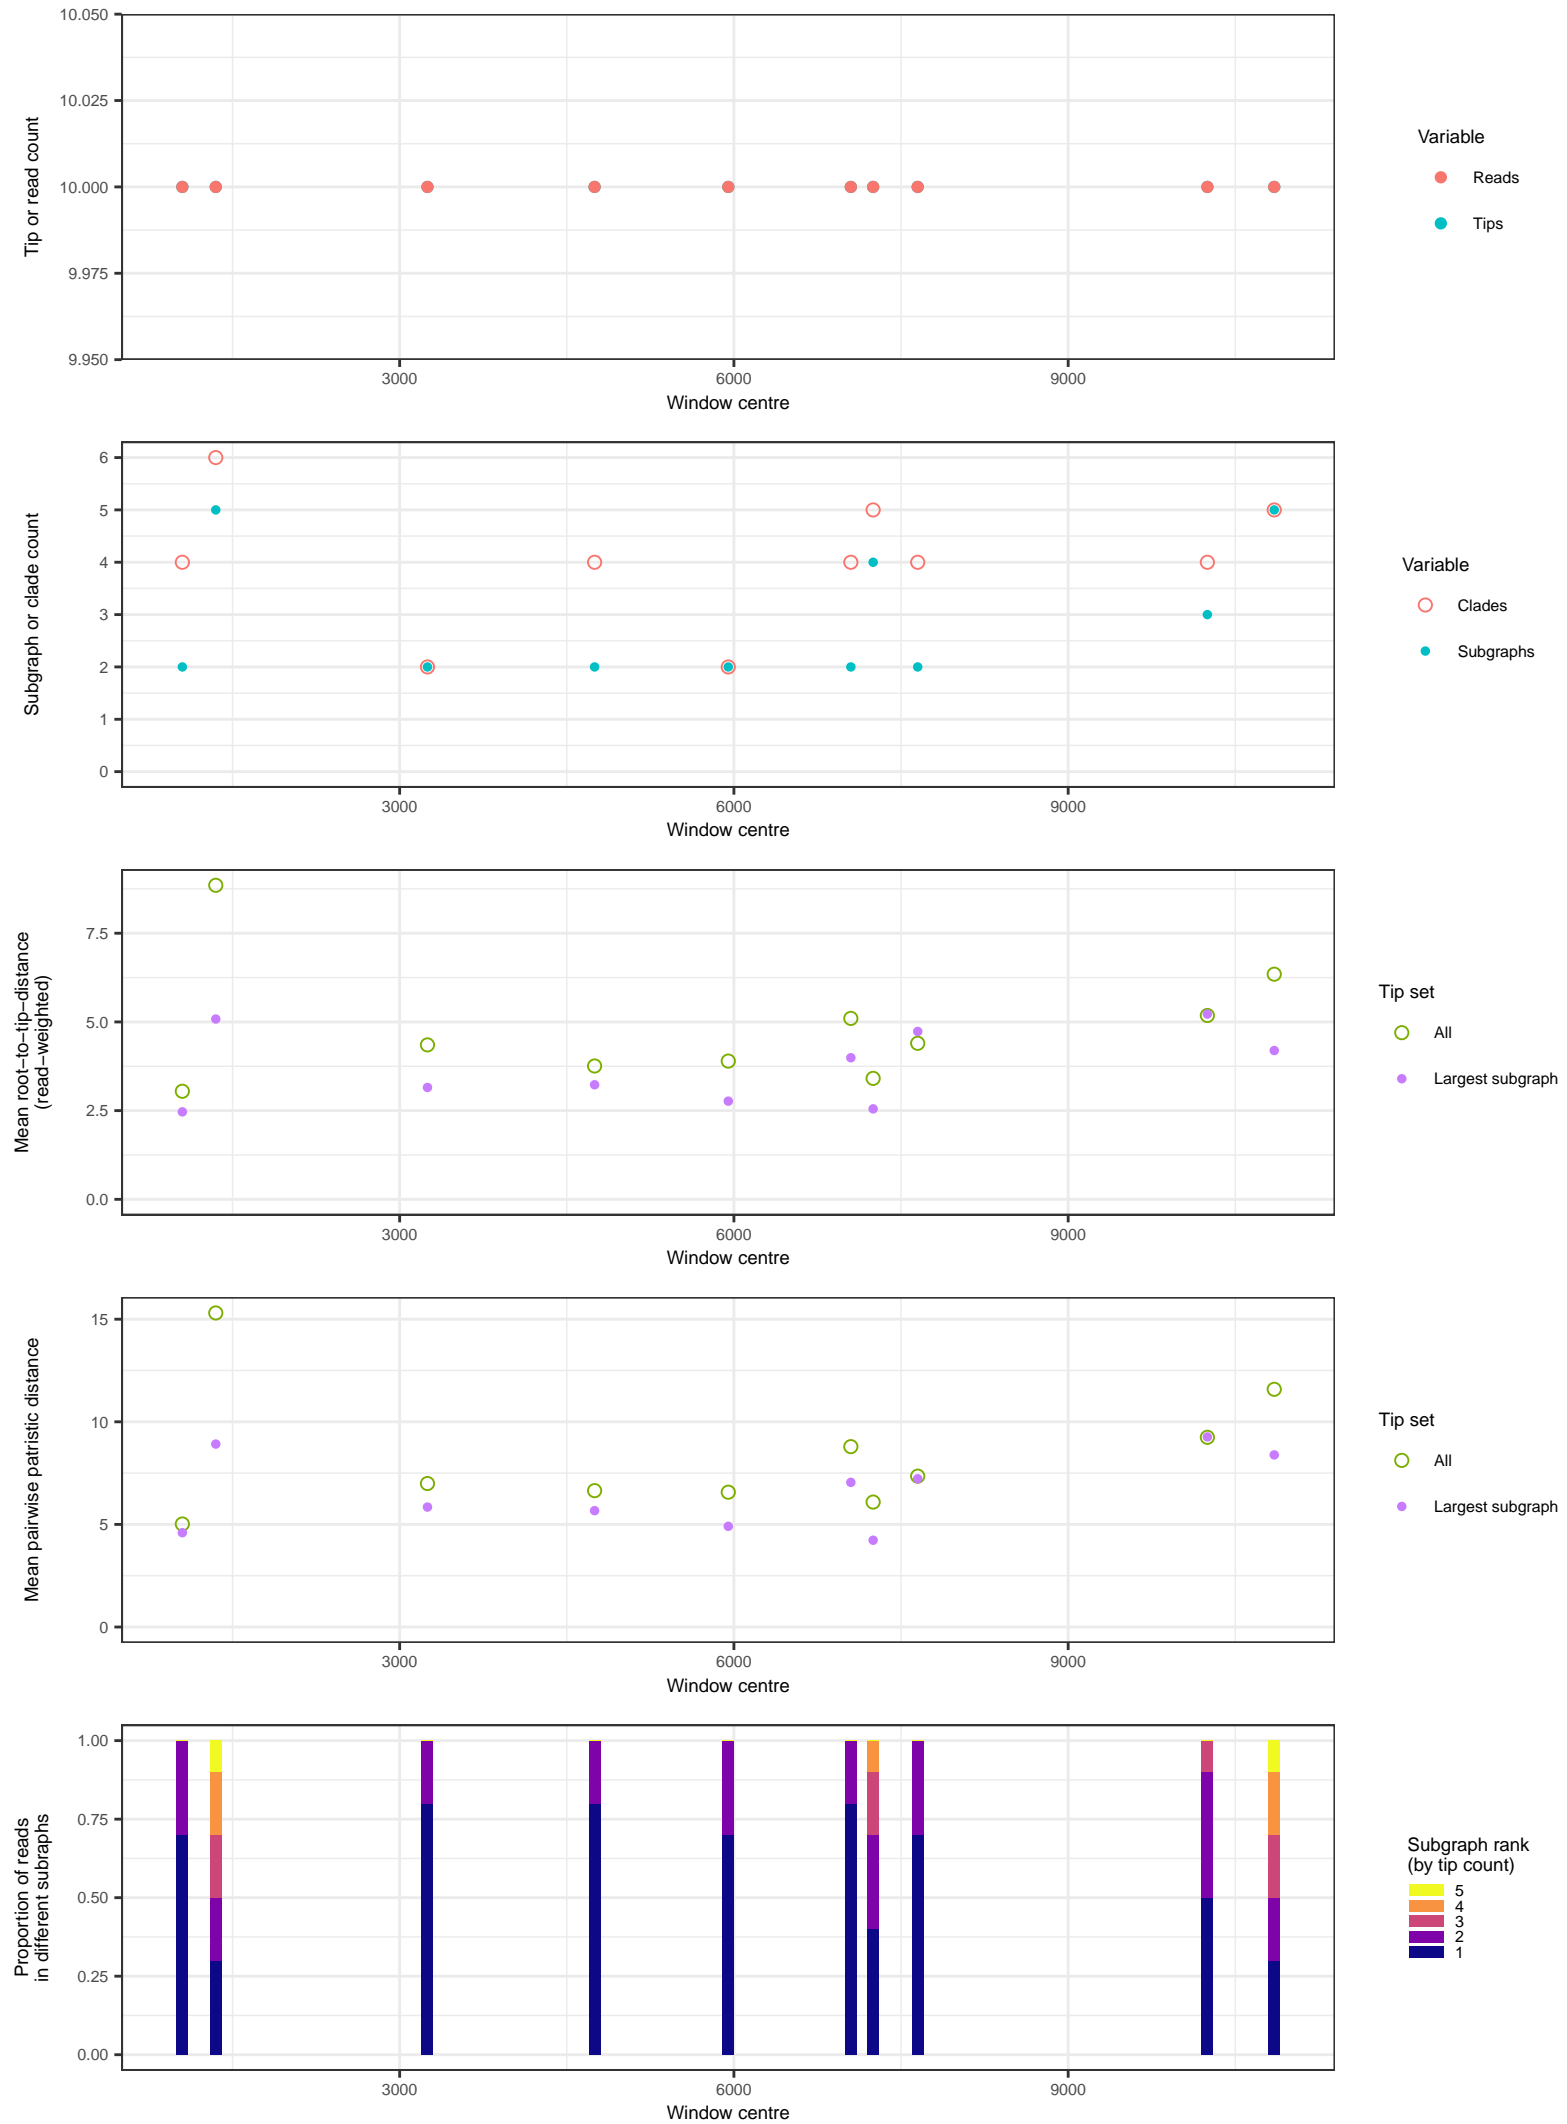 10.050
10.025
10.000
9.975
9.950
Tip or read count
3000
6000
9000
Window centre
Variable
Reads
Tips
6
5
4
3
2
1
0
Subgraph or clade count
3000
6000
9000
Window centre
Variable
Clades
Subgraphs
7.5
5.0
2.5
0.0
Mean root−to−tip−distance
(read−weighted)
3000
6000
9000
Window centre
Tip set
All
Largest subgraph
15
10
5
0
Mean pairwise patristic distance
3000
6000
9000
Window centre
Tip set
All
Largest subgraph
1.00
0.75
0.50
0.25
0.00
Proportion of reads
in different subraphs
3000
6000
9000
Window centre
Subgraph rank
(by tip count)
5
4
3
2
1